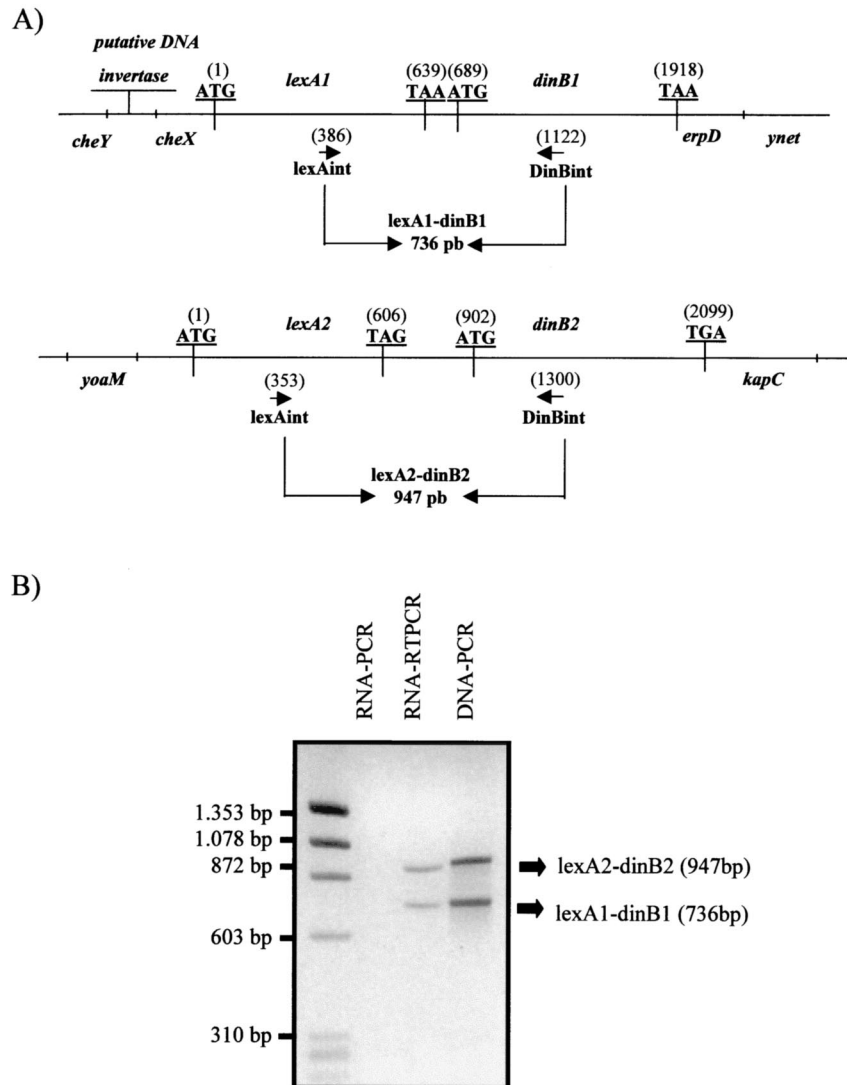 A)
putative DNA
invertase
(1) lexA1 (639) (689) dinB1 (1918)
ATG TAA ATG TAA
cheY cheX (386) (1122) erpD ynet
lexAint DinBint
lexA1-dinB1
736 pb
(1) lexA2 (606) (902) dinB2 (2099)
ATG TAG ATG TGA
yoaM (353) (1300) kapC
lexAint DinBint
lexA2-dinB2
947 pb
B)
RNA-PCR
RNA-RTPCR
DNA-PCR
1.353 bp
1.078 bp
872 bp
603 bp
310 bp
lexA2-dinB2 (947bp)
lexA1-dinB1 (736bp)